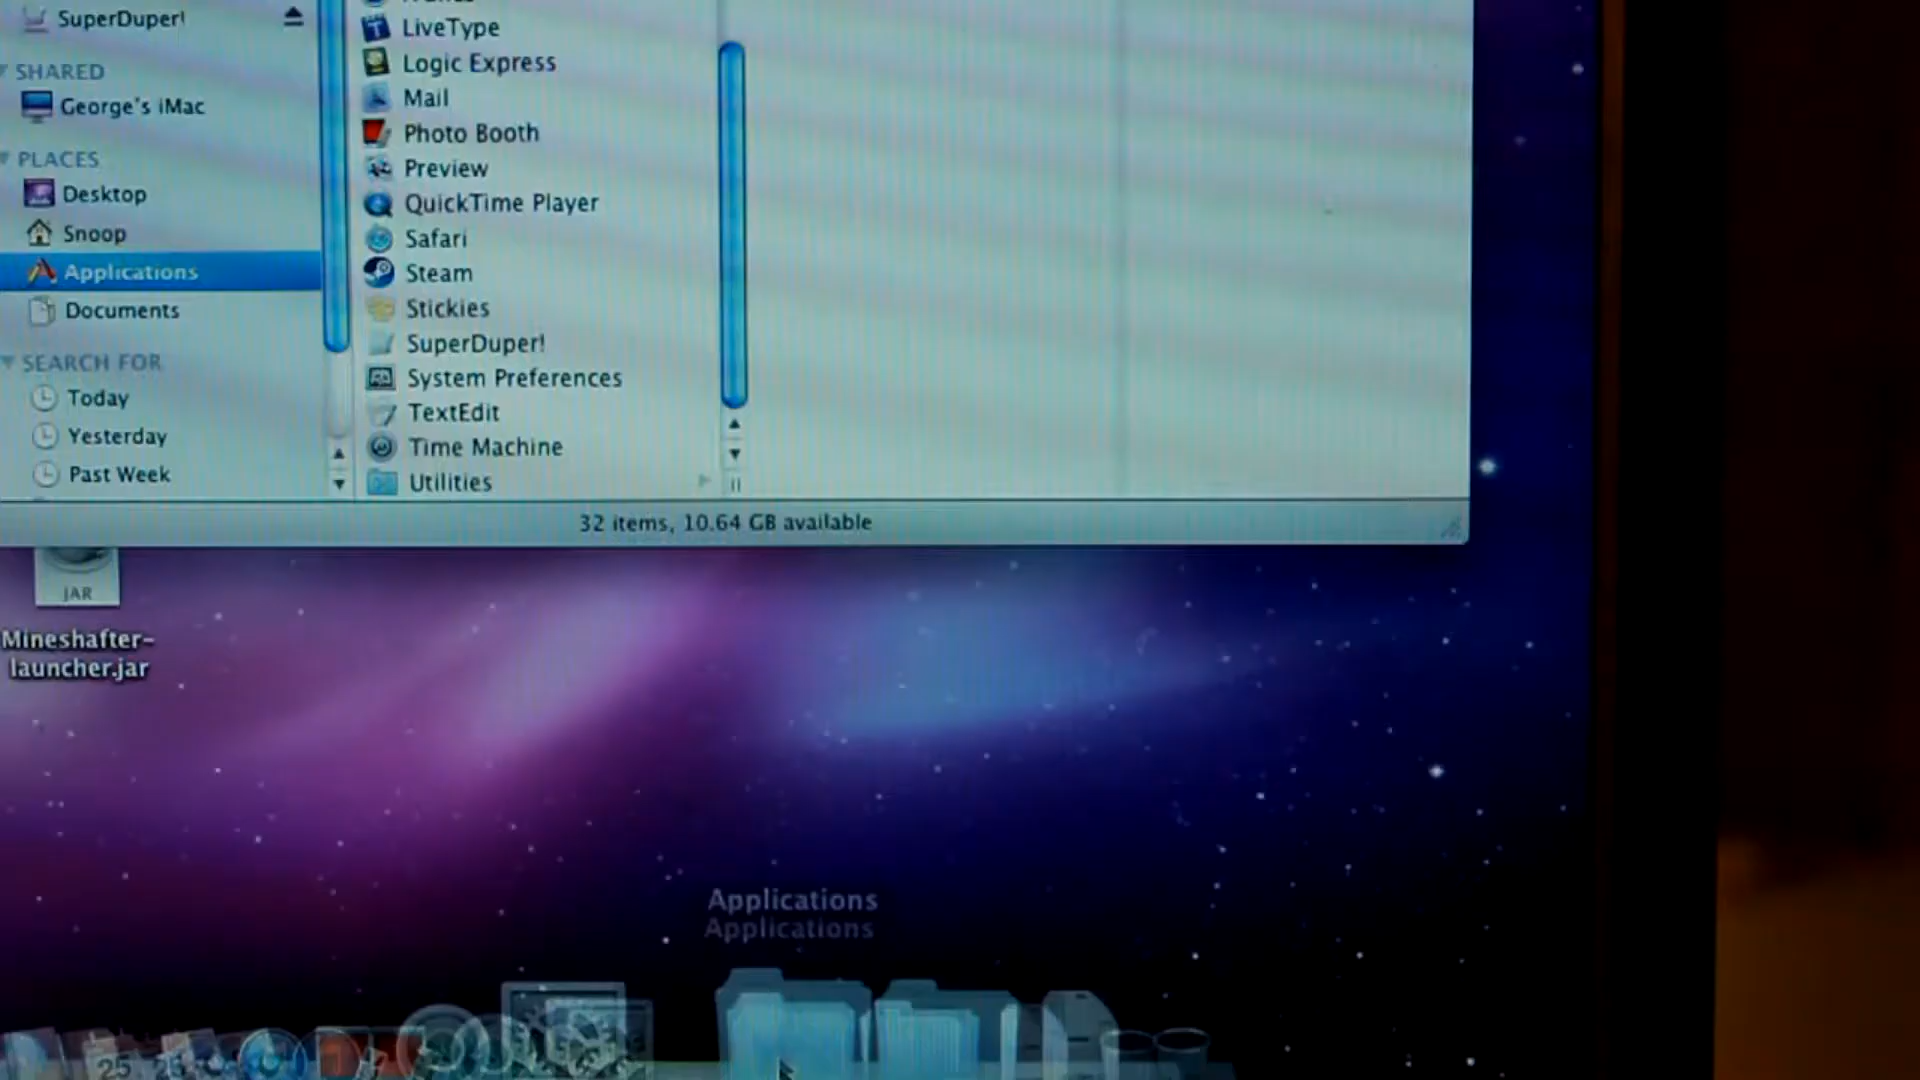 SuperDuper!
SHARED
George's iMac
PLACES
Desktop
Snoop
Applications
Documents
SEARCH FOR
Today
Yesterday
Past Week
LiveType
Logic Express
Mail
Photo Booth
Preview
QuickTime Player
Safari
Steam
Stickies
SuperDuper!
System Preferences
TextEdit
Time Machine
Utilities
32 items, 10.64 GB available
JAR
Mineshafter-
launcher.jar
Applications
Applications
25